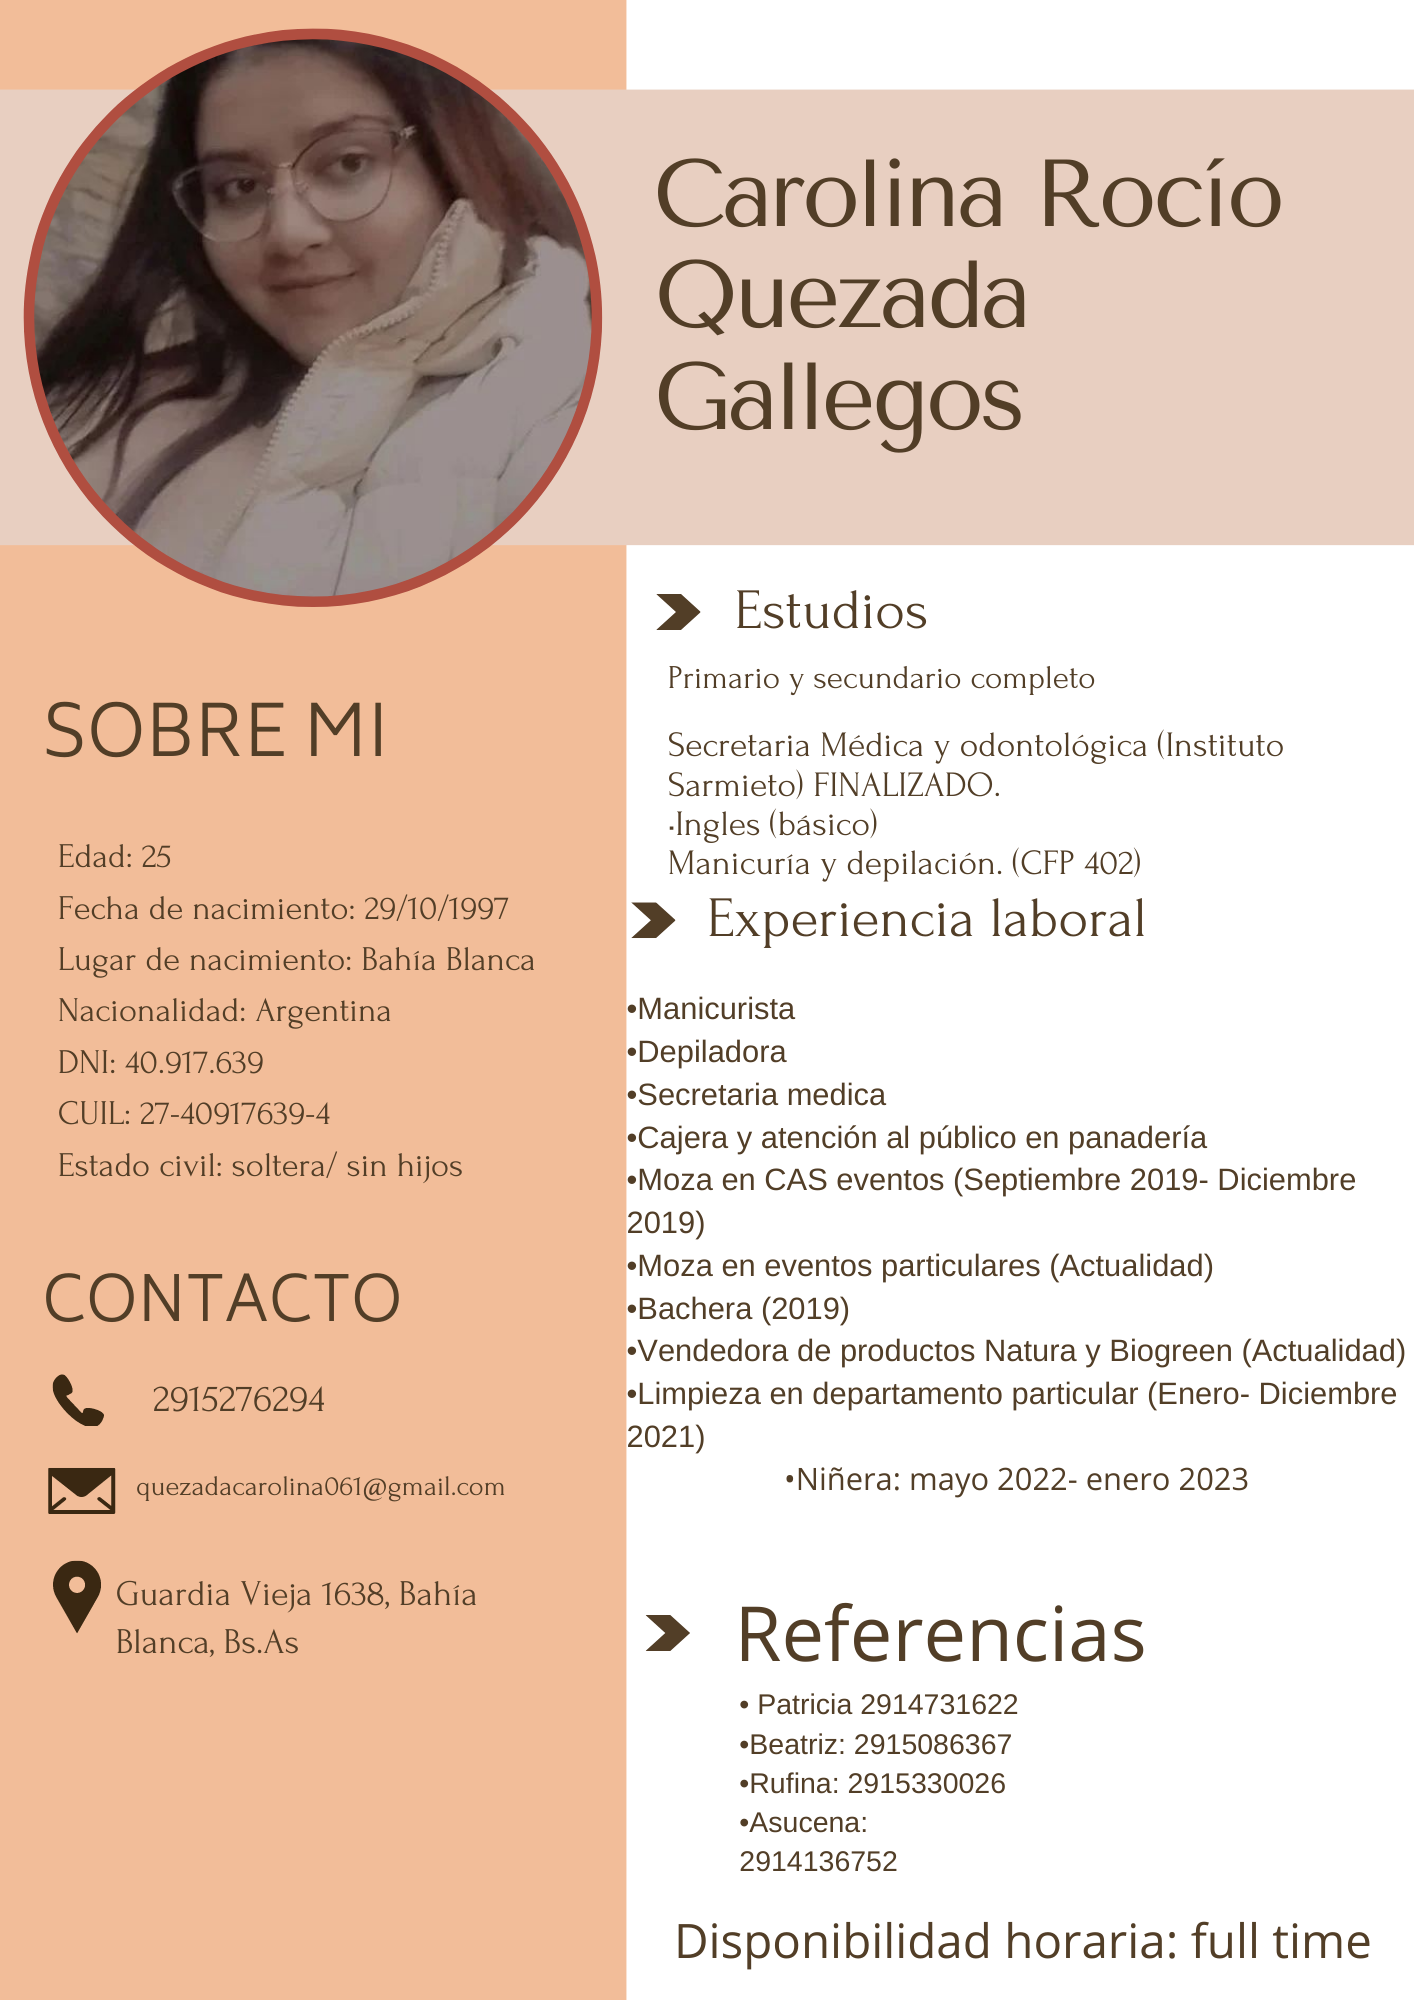 Carolina Rocío
Quezada
Gallegos
SOBRE MI
Edad: 25
Fecha de nacimiento: 29/10/1997
Lugar de nacimiento: Bahía Blanca
Nacionalidad: Argentina
DNI: 40.917.639
CUIL: 27-40917639-4
Estado civil: soltera/ sin hijos
CONTACTO
2915276294
quezadacarolina061@gmail.com
Guardia Vieja 1638, Bahía
Blanca, Bs.As
Estudios
Primario y secundario completo
Secretaria Médica y odontológica (Instituto
Sarmieto) FINALIZADO.
·Ingles (básico)
Manicuría y depilación. (CFP 402)
Experiencia laboral
•Manicurista
•Depiladora
•Secretaria medica
•Cajera y atención al público en panadería
•Moza en CAS eventos (Septiembre 2019- Diciembre
2019)
•Moza en eventos particulares (Actualidad)
•Bachera (2019)
•Vendedora de productos Natura y Biogreen (Actualidad)
•Limpieza en departamento particular (Enero- Diciembre
2021)
•Niñera: mayo 2022- enero 2023
Referencias
• Patricia 2914731622
•Beatriz: 2915086367
•Rufina: 2915330026
•Asucena:
2914136752
Disponibilidad horaria: full time